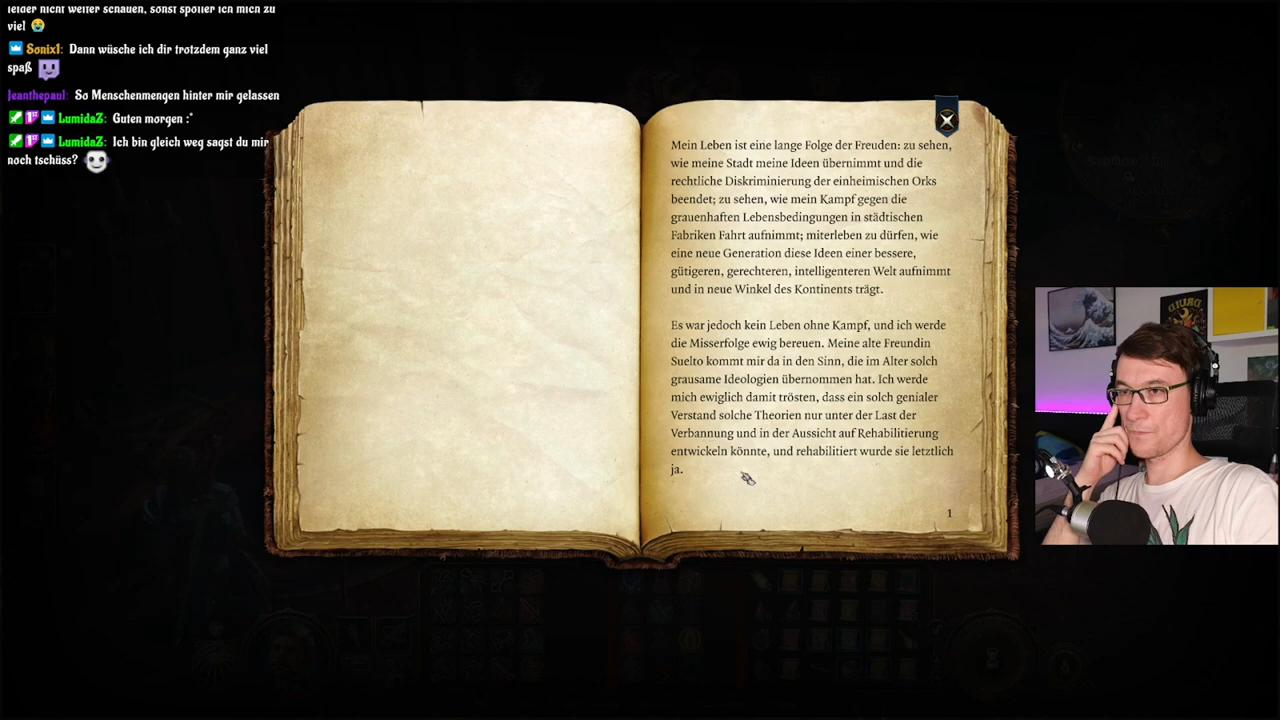 leider nicht weiter schauen, sonst spoiler ich mich zu
viel
Sonix1: Dann wüsche ich dir trotzdem ganz viel
spaß
Jeanthepaul: So Menschenmengen hinter mir gelassen
LumidaZ: Guten morgen :*
LumidaZ: Ich bin gleich weg sagst du mir
noch tschüss?
Mein Leben ist eine lange Folge der Freuden: zu sehen,
wie meine Stadt meine Ideen übernimmt und die
rechtliche Diskriminierung der einheimischen Orks
beendet; zu sehen, wie mein Kampf gegen die
grauenhaften Lebensbedingungen in städtischen
Fabriken Fahrt aufnimmt; miterleben zu dürfen, wie
eine neue Generation diese Ideen einer bessere,
gütigeren, gerechteren, intelligenteren Welt aufnimmt
und in neue Winkel des Kontinents trägt.
Es war jedoch kein Leben ohne Kampf, und ich werde
die Misserfolge ewig bereuen. Meine alte Freundin
Suelto kommt mir da in den Sinn, die im Alter solch
grausame Ideologien übernommen hat. Ich werde
mich ewiglich damit trösten, dass ein solch genialer
Verstand solche Theorien nur unter der Last der
Verbannung und in der Aussicht auf Rehabilitierung
entwickeln könnte, und rehabilitiert wurde sie letztlich
ja.
1
DRUID